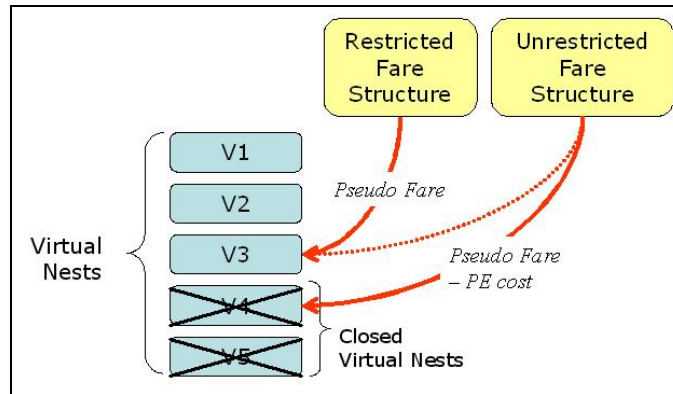 Restricted
Fare
Structure
Unrestricted
Fare
Structure
V1
V2
V3
V4
V5
Virtual
Nests
Pseudo Fare
Pseudo Fare
– PE cost
Closed
Virtual Nests